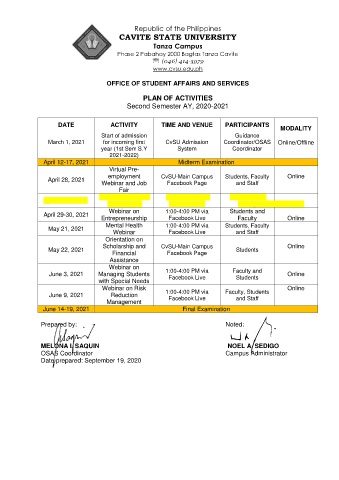 Republic of the Philippines
CAVITE STATE UNIVERSITY
Tanza Campus
Phase 2 Pabahay 2000 Bagtas Tanza Cavite
☏ (046) 414-3979
www.cvsu.edu.ph
OFFICE OF STUDENT AFFAIRS AND SERVICES
PLAN OF ACTIVITIES
Second Semester AY, 2020-2021
DATE ACTIVITY TIME AND VENUE PARTICIPANTS MODALITY
March 1, 2021 Start of admission for incoming first year (1st Sem S.Y 2021-2022) CvSU Admission System Guidance Coordinator/OSAS Coordinator Online/Offline
April 12-17, 2021 Midterm Examination
April 28, 2021 Virtual Pre-employment Webinar and Job Fair CvSU-Main Campus Facebook Page Students, Faculty and Staff Online
April 29-30, 2021 Webinar on Entrepreneurship 1:00-4:00 PM via Facebook Live Students and Faculty Online
May 21, 2021 Mental Health Webinar 1:00-4:00 PM via Facebook Live Students, Faculty and Staff Online
May 22, 2021 Orientation on Scholarship and Financial Assistance CvSU-Main Campus Facebook Page Students Online
June 3, 2021 Webinar on Managing Students with Special Needs 1:00-4:00 PM via Facebook Live Faculty and Students Online
June 9, 2021 Webinar on Risk Reduction Management 1:00-4:00 PM via Facebook Live Faculty, Students and Staff Online
June 14-19, 2021 Final Examination
Prepared by: Noted:
MELONA I. SAQUIN NOEL A. SEDIGO
OSAS Coordinator Campus Administrator
Date prepared: September 19, 2020